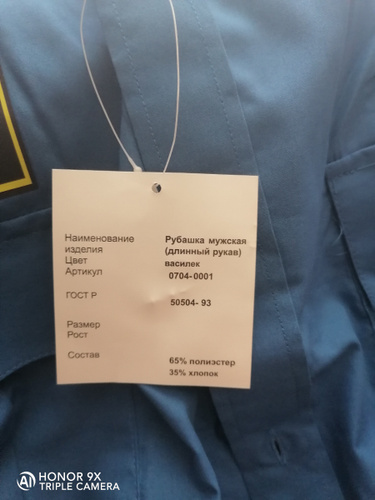 Наименование Рубашка мужская
изделия (длинный рукав)
Цвет василек
Артикул 0704-0001
ГОСТ Р 50504- 93
Размер
Рост
Состав 65% полиэстер
35% хлопок
HONOR 9X
TRIPLE CAMERA